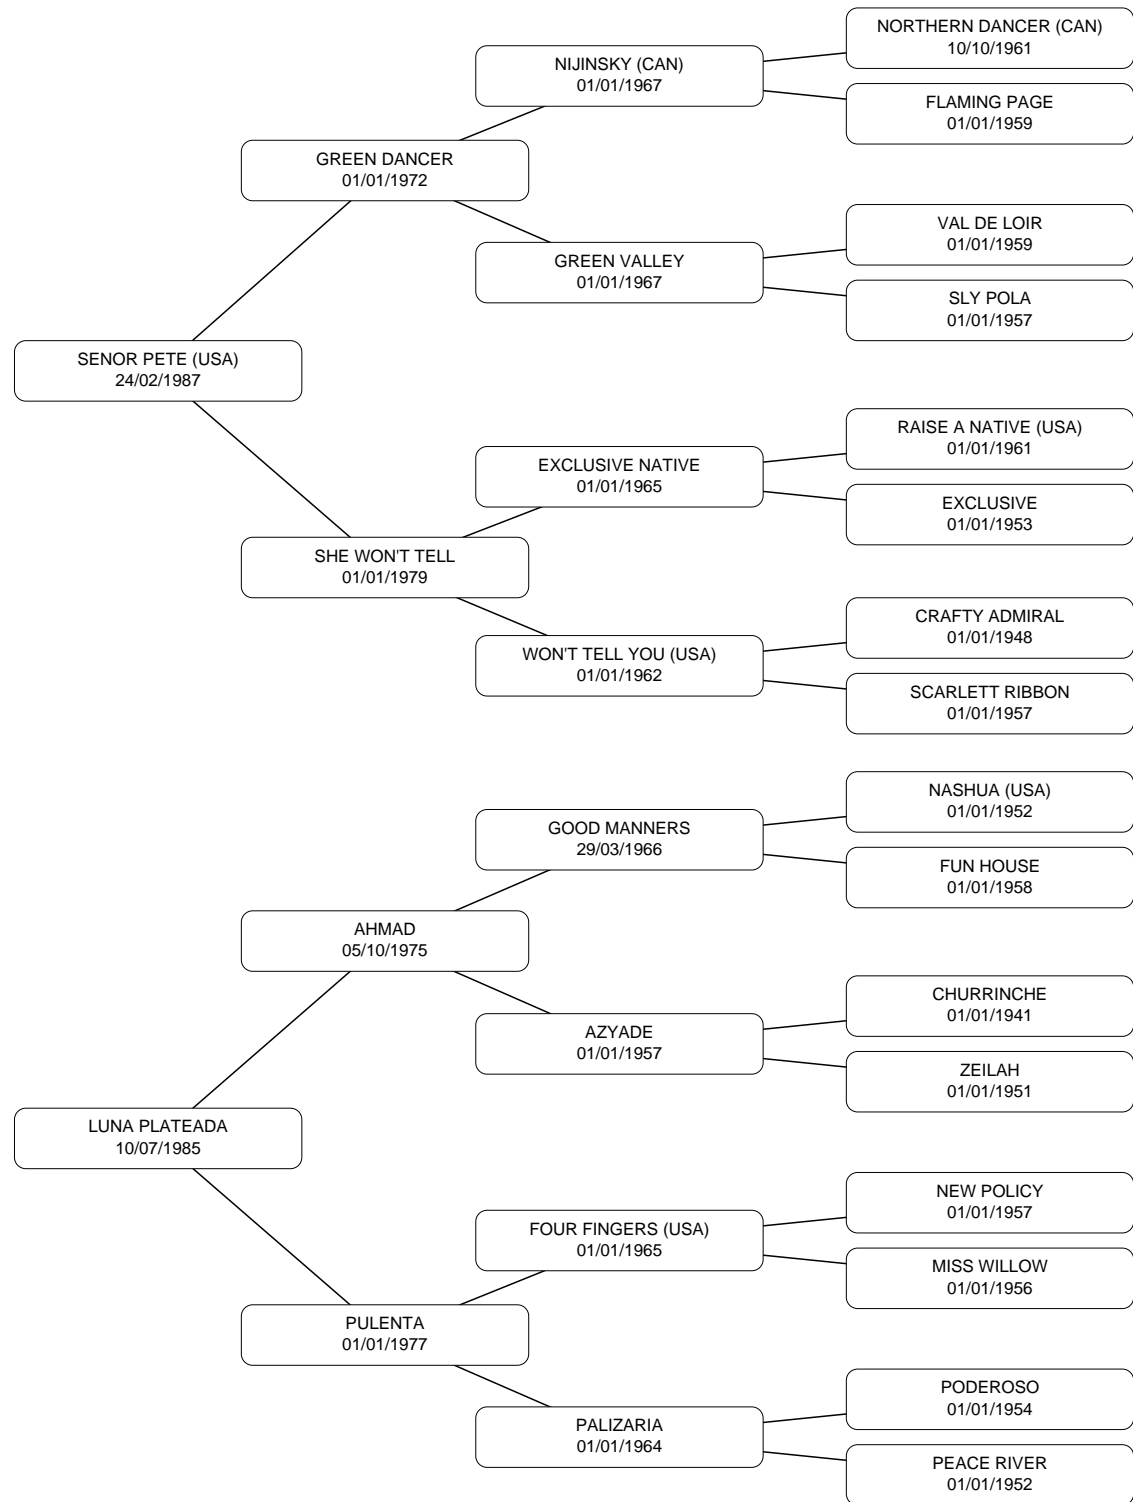 NORTHERN DANCER (CAN)
10/10/1961
NIJINSKY (CAN)
01/01/1967
FLAMING PAGE
01/01/1959
GREEN DANCER
01/01/1972
VAL DE LOIR
01/01/1959
GREEN VALLEY
01/01/1967
SLY POLA
01/01/1957
SENOR PETE (USA)
24/02/1987
RAISE A NATIVE (USA)
01/01/1961
EXCLUSIVE NATIVE
01/01/1965
EXCLUSIVE
01/01/1953
SHE WON'T TELL
01/01/1979
CRAFTY ADMIRAL
01/01/1948
WON'T TELL YOU (USA)
01/01/1962
SCARLETT RIBBON
01/01/1957
NASHUA (USA)
01/01/1952
GOOD MANNERS
29/03/1966
FUN HOUSE
01/01/1958
AHMAD
05/10/1975
CHURRINCHE
01/01/1941
AZYADE
01/01/1957
ZEILAH
01/01/1951
LUNA PLATEADA
10/07/1985
NEW POLICY
01/01/1957
FOUR FINGERS (USA)
01/01/1965
MISS WILLOW
01/01/1956
PULENTA
01/01/1977
PODEROSO
01/01/1954
PALIZARIA
01/01/1964
PEACE RIVER
01/01/1952